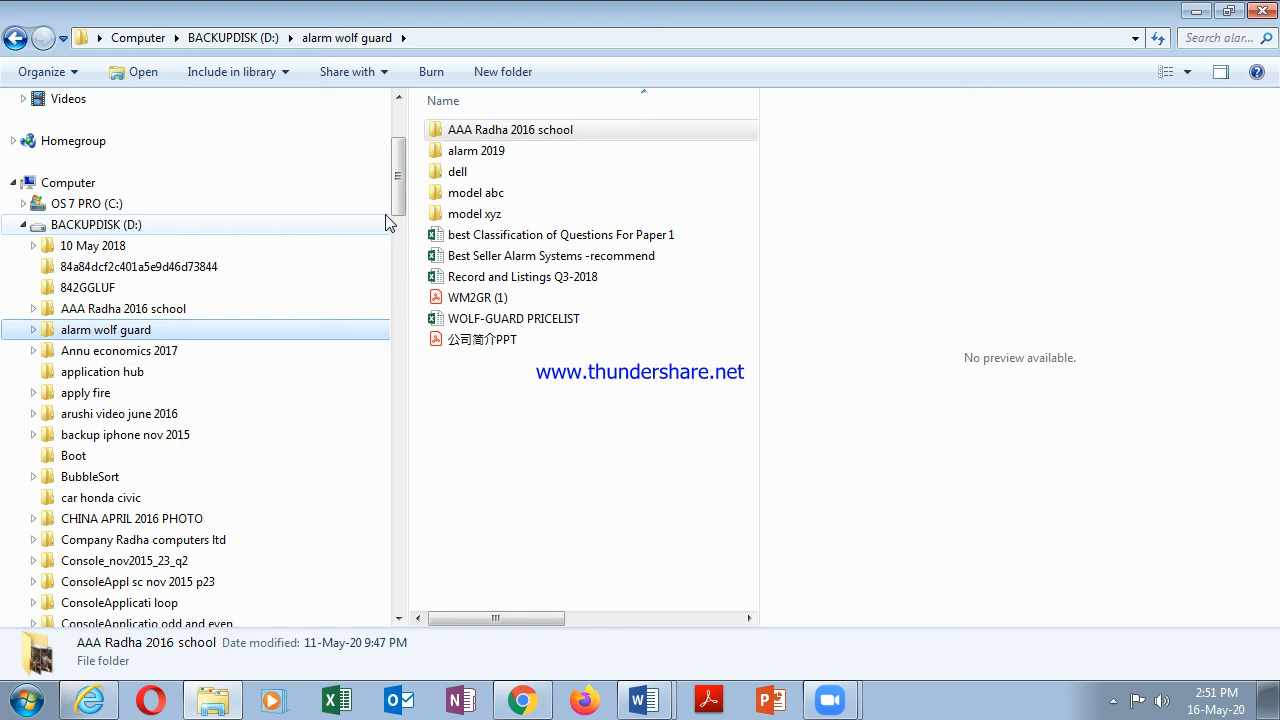 Computer ▸ BACKUPDISK (D:) ▸ alarm wolf guard ▸
Search alar...
Organize Open Include in library Share with Burn New folder
Videos
Homegroup
Computer
OS 7 PRO (C:)
BACKUPDISK (D:)
10 May 2018
84a84dcf2c401a5e9d46d73844
842GGLUF
AAA Radha 2016 school
alarm wolf guard
Annu economics 2017
application hub
apply fire
arushi video june 2016
backup iphone nov 2015
Boot
BubbleSort
car honda civic
CHINA APRIL 2016 PHOTO
Company Radha computers ltd
Console_nov2015_23_q2
ConsoleAppl sc nov 2015 p23
ConsoleApplicati loop
ConsoleApplicatio odd and even
Name
AAA Radha 2016 school
alarm 2019
dell
model abc
model xyz
best Classification of Questions For Paper 1
Best Seller Alarm Systems -recommend
Record and Listings Q3-2018
WM2GR (1)
WOLF-GUARD PRICELIST
公司简介PPT
www.thundershare.net
No preview available.
AAA Radha 2016 school Date modified: 11-May-20 9:47 PM
File folder
2:51 PM
16-May-20